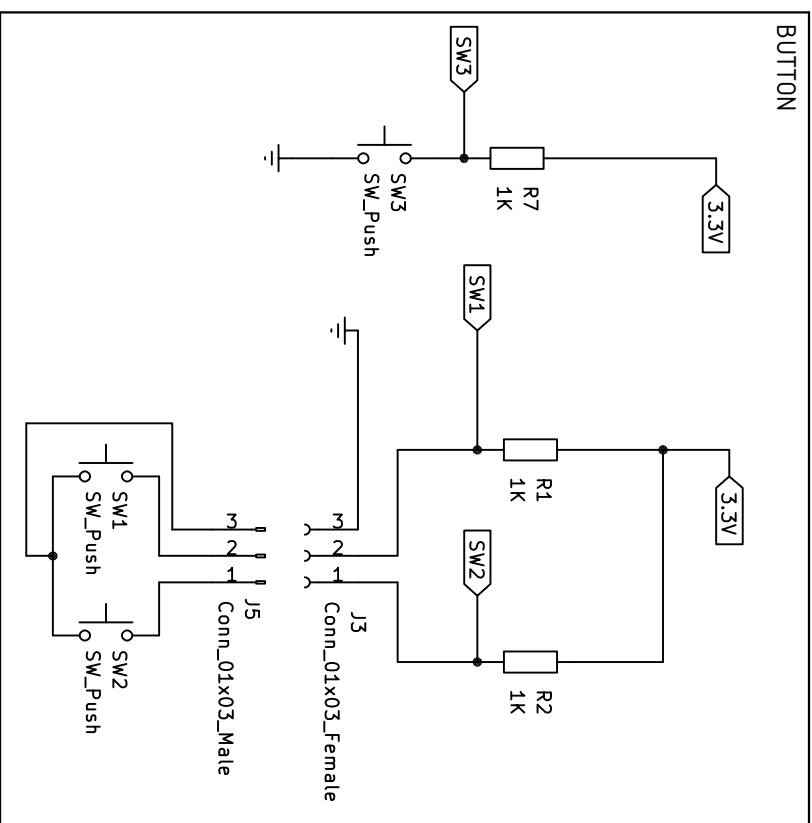 BUTTON
3.3V
R7
1K
SW3
SW3
SW_Push
3.3V
R1
1K
R2
1K
SW1
SW2
3
2
1
J3
Conn_01x03_Female
3
2
1
J5
Conn_01x03_Male
SW1
SW_Push
SW2
SW_Push